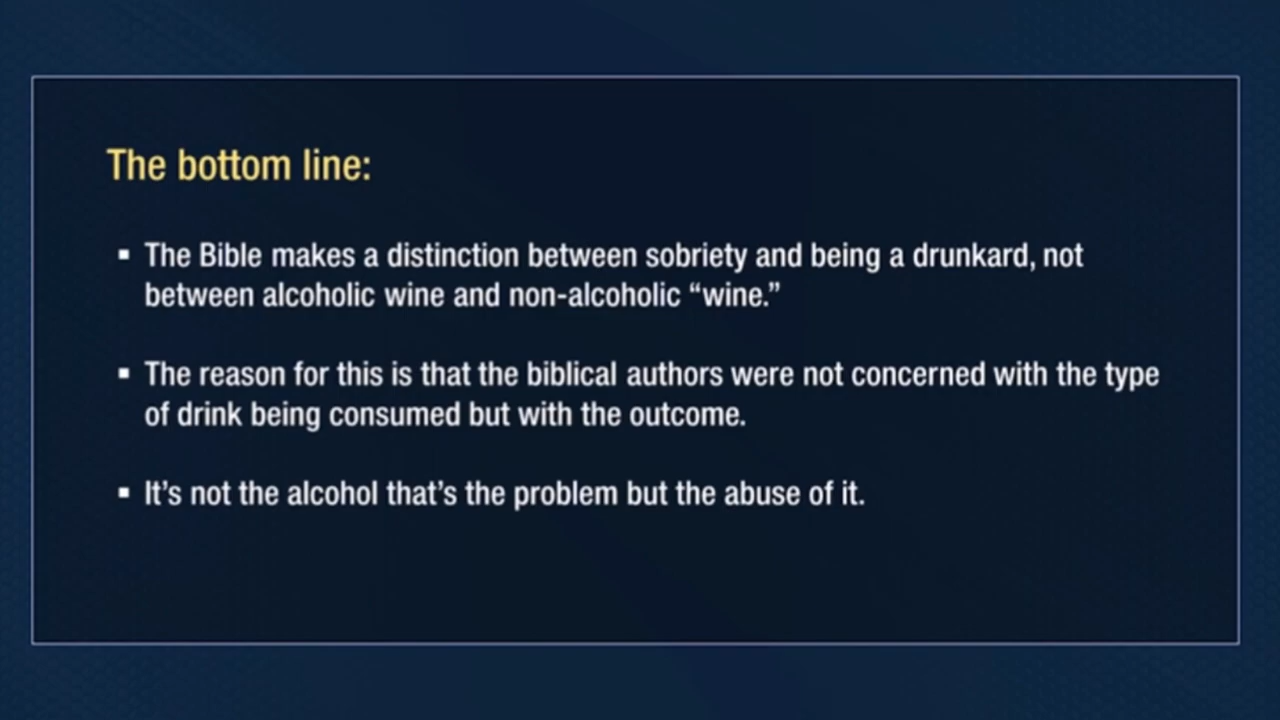 The bottom line:
▪ The Bible makes a distinction between sobriety and being a drunkard, not
between alcoholic wine and non-alcoholic “wine.”
▪ The reason for this is that the biblical authors were not concerned with the type
of drink being consumed but with the outcome.
▪ It’s not the alcohol that’s the problem but the abuse of it.